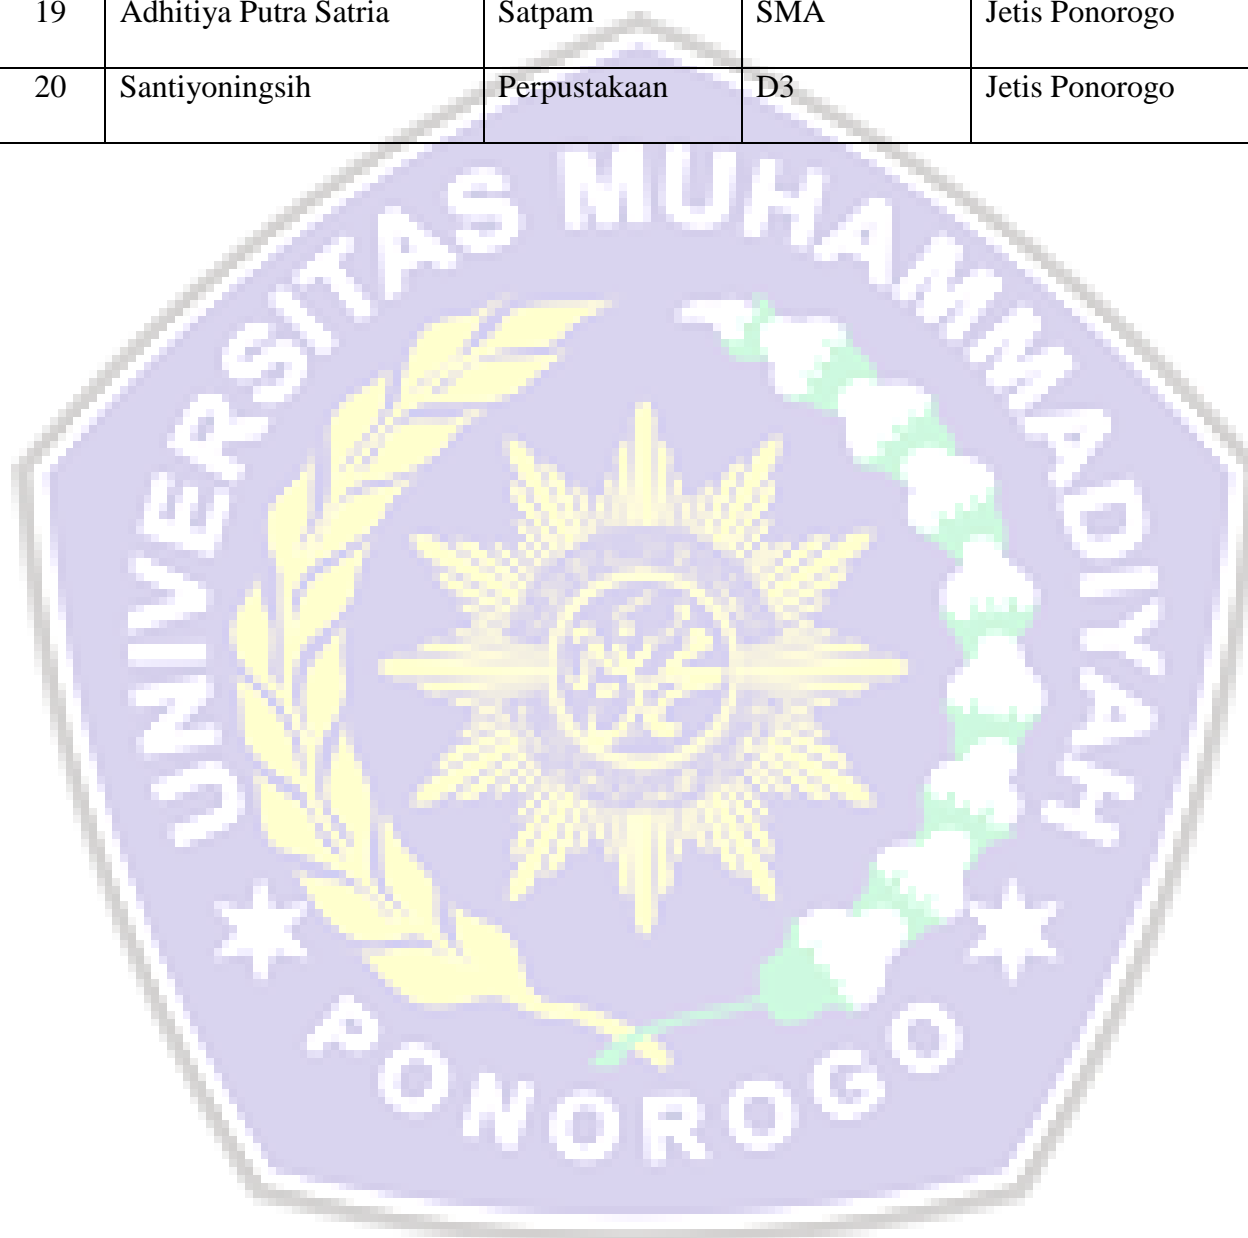 19 Adhitiya Putra Satria Satpam SMA Jetis Ponorogo
20 Santiyoningsih Perpustakaan D3 Jetis Ponorogo
UNIVERSITAS MUHAMMADIYAH
PONOROGO